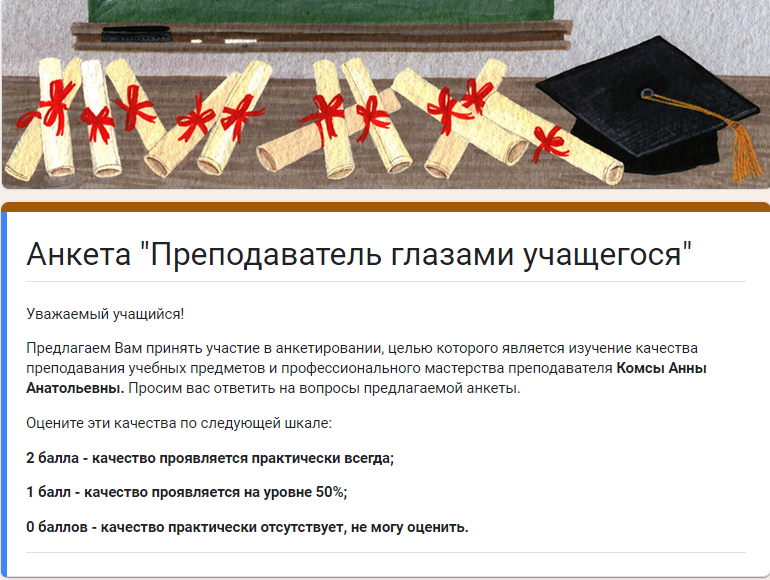 Анкета "Преподаватель глазами учащегося"
Уважаемый учащийся!
Предлагаем Вам принять участие в анкетировании, целью которого является изучение качества
преподавания учебных предметов и профессионального мастерства преподавателя Комсы Анны
Анатольевны. Просим вас ответить на вопросы предлагаемой анкеты.
Оцените эти качества по следующей шкале:
2 балла - качество проявляется практически всегда;
1 балл - качество проявляется на уровне 50%;
0 баллов - качество практически отсутствует, не могу оценить.